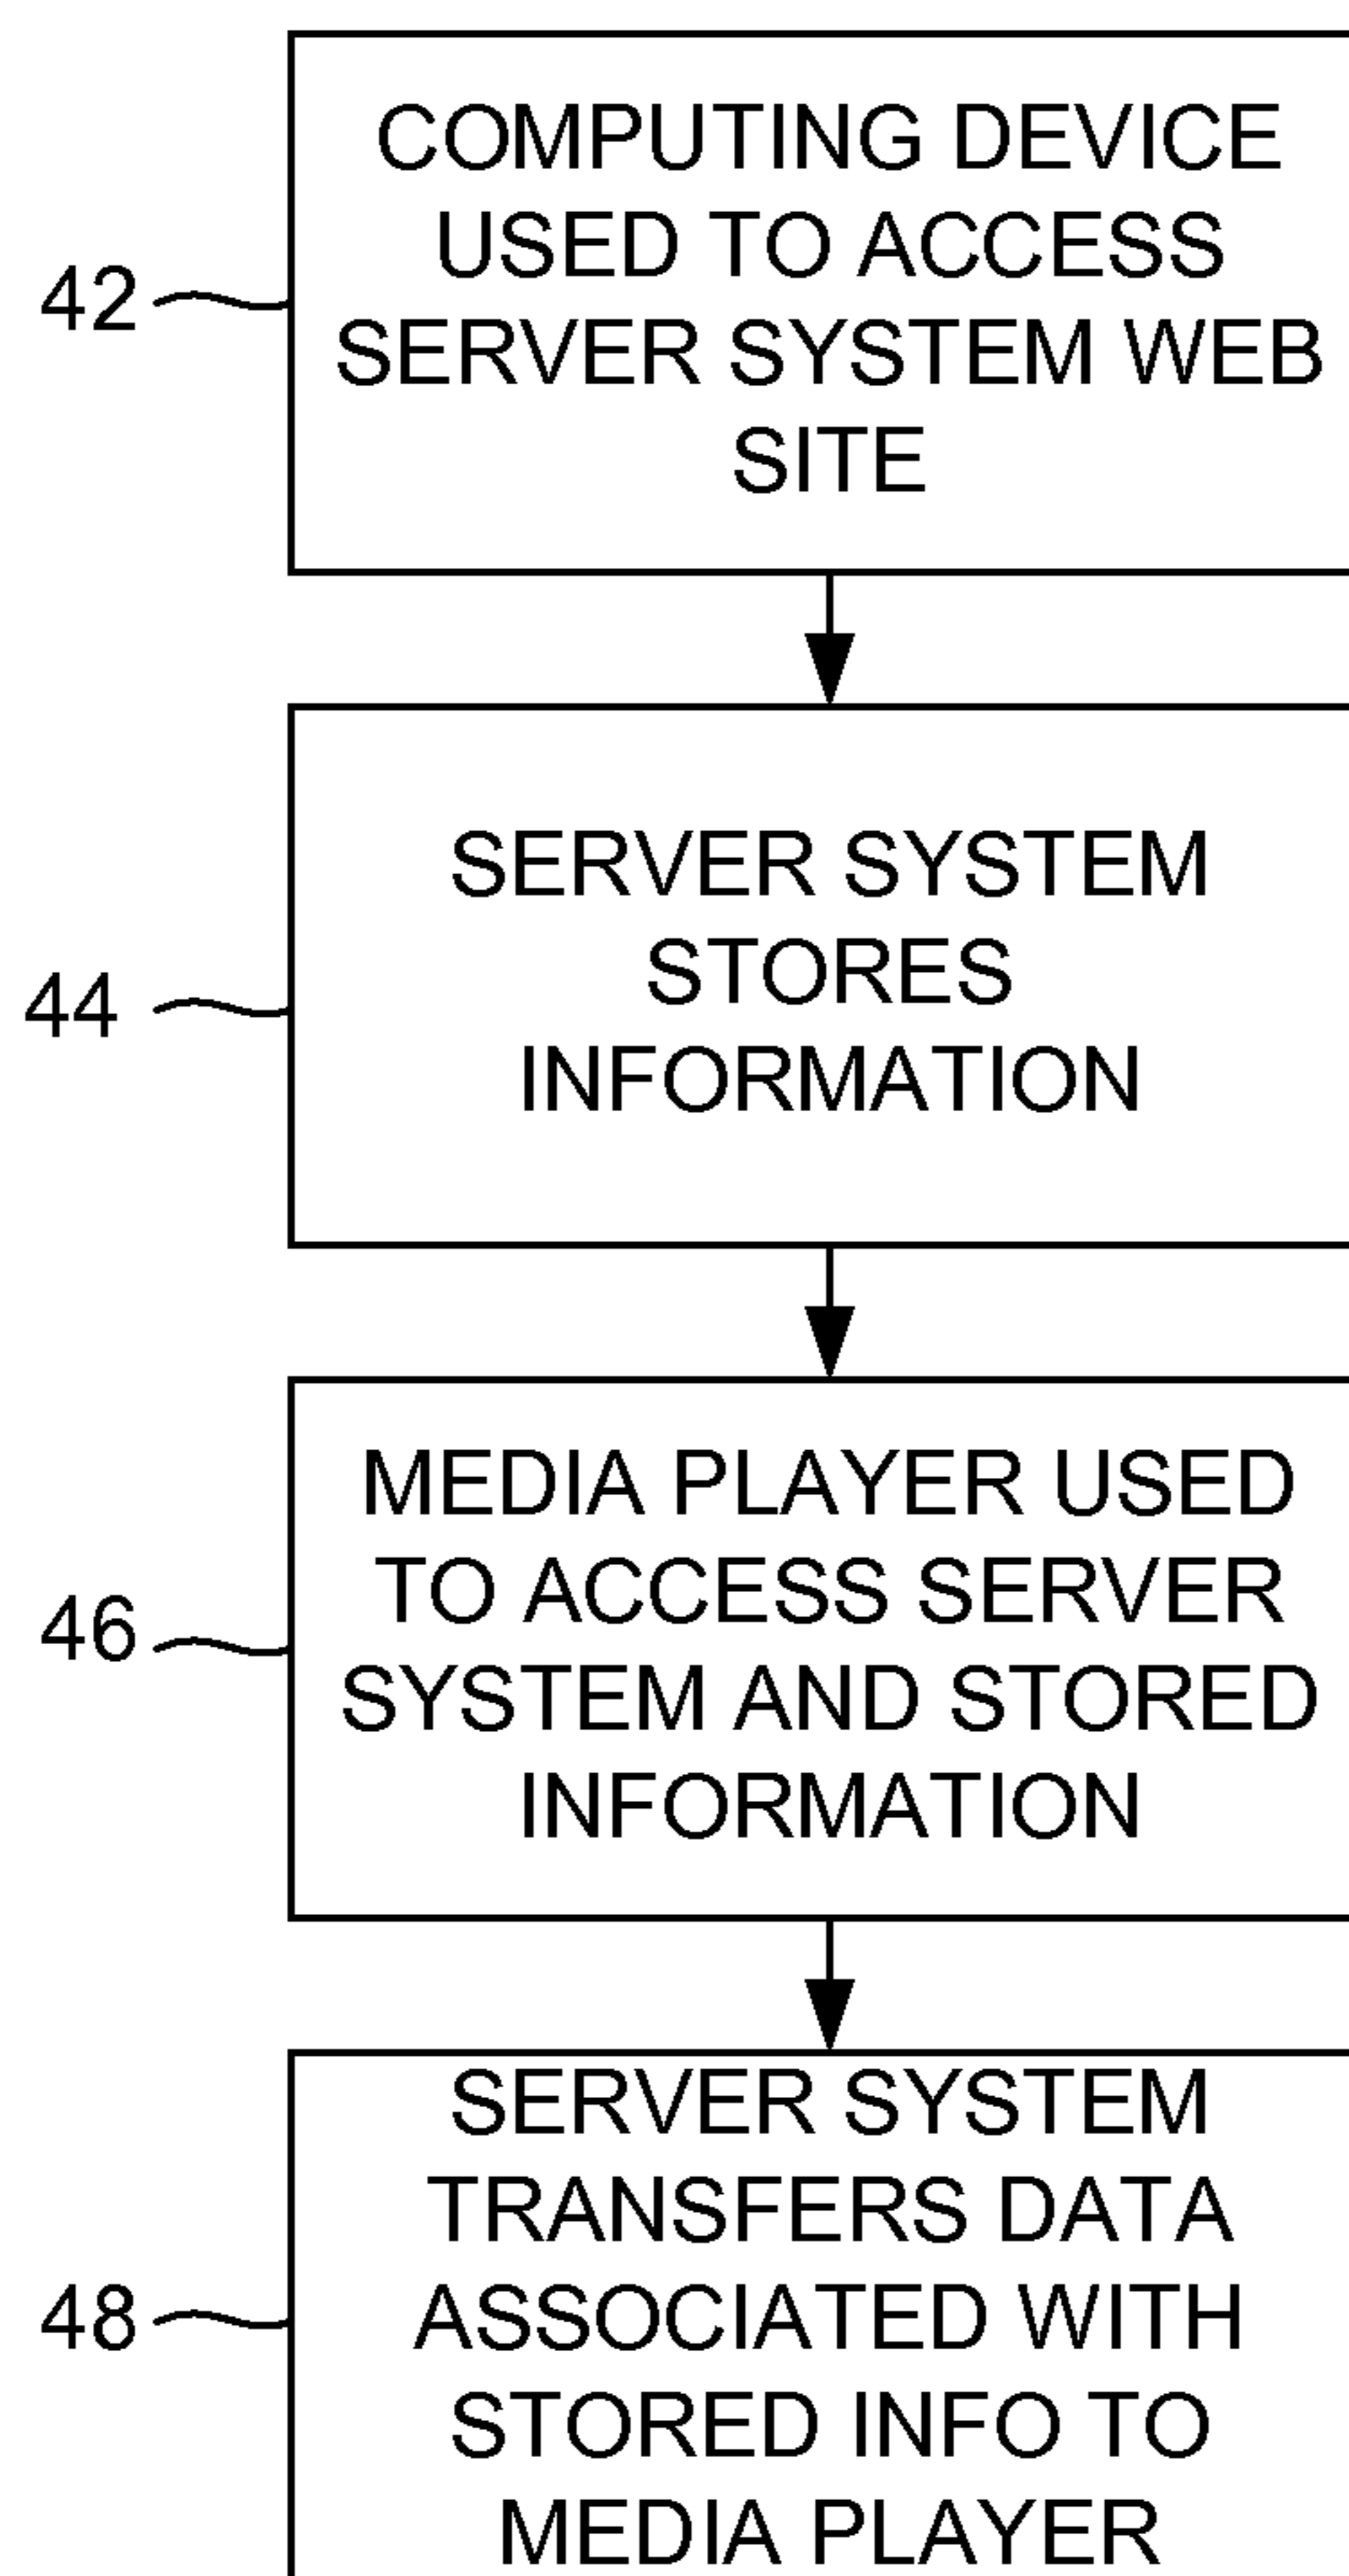 COMPUTING DEVICE
USED TO ACCESS
SERVER SYSTEM WEB
SITE
42
SERVER SYSTEM
STORES
INFORMATION
44
MEDIA PLAYER USED
TO ACCESS SERVER
SYSTEM AND STORED
INFORMATION
46
SERVER SYSTEM
TRANSFERS DATA
ASSOCIATED WITH
STORED INFO TO
MEDIA PLAYER
48